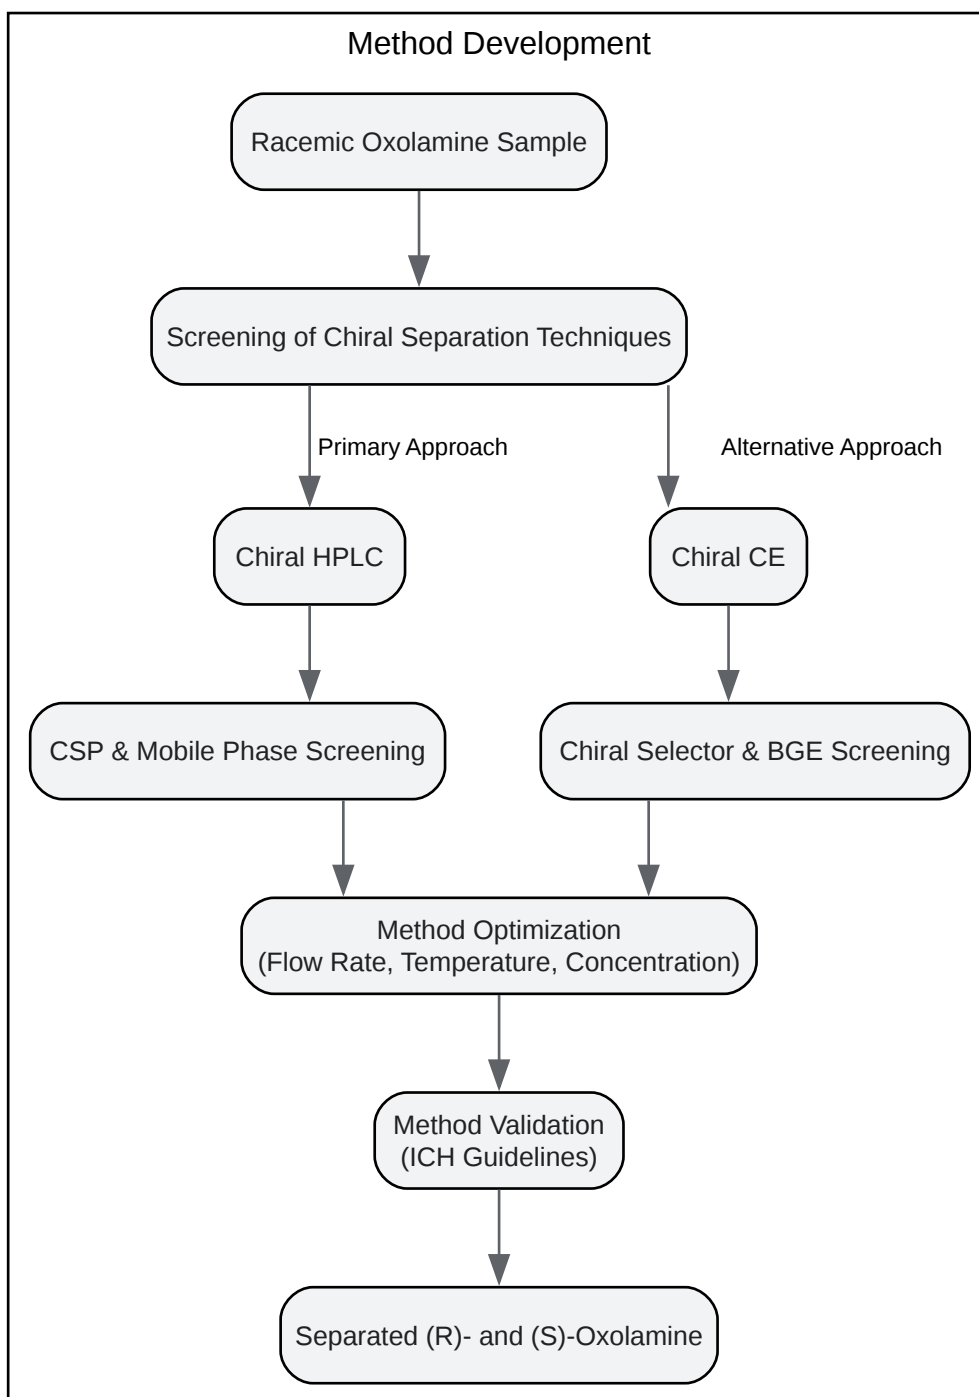 Method Development
Racemic Oxolamine Sample
Screening of Chiral Separation Techniques
Primary Approach
Alternative Approach
Chiral HPLC
Chiral CE
CSP & Mobile Phase Screening
Chiral Selector & BGE Screening
Method Optimization
(Flow Rate, Temperature, Concentration)
Method Validation
(ICH Guidelines)
Separated (R)- and (S)-Oxolamine